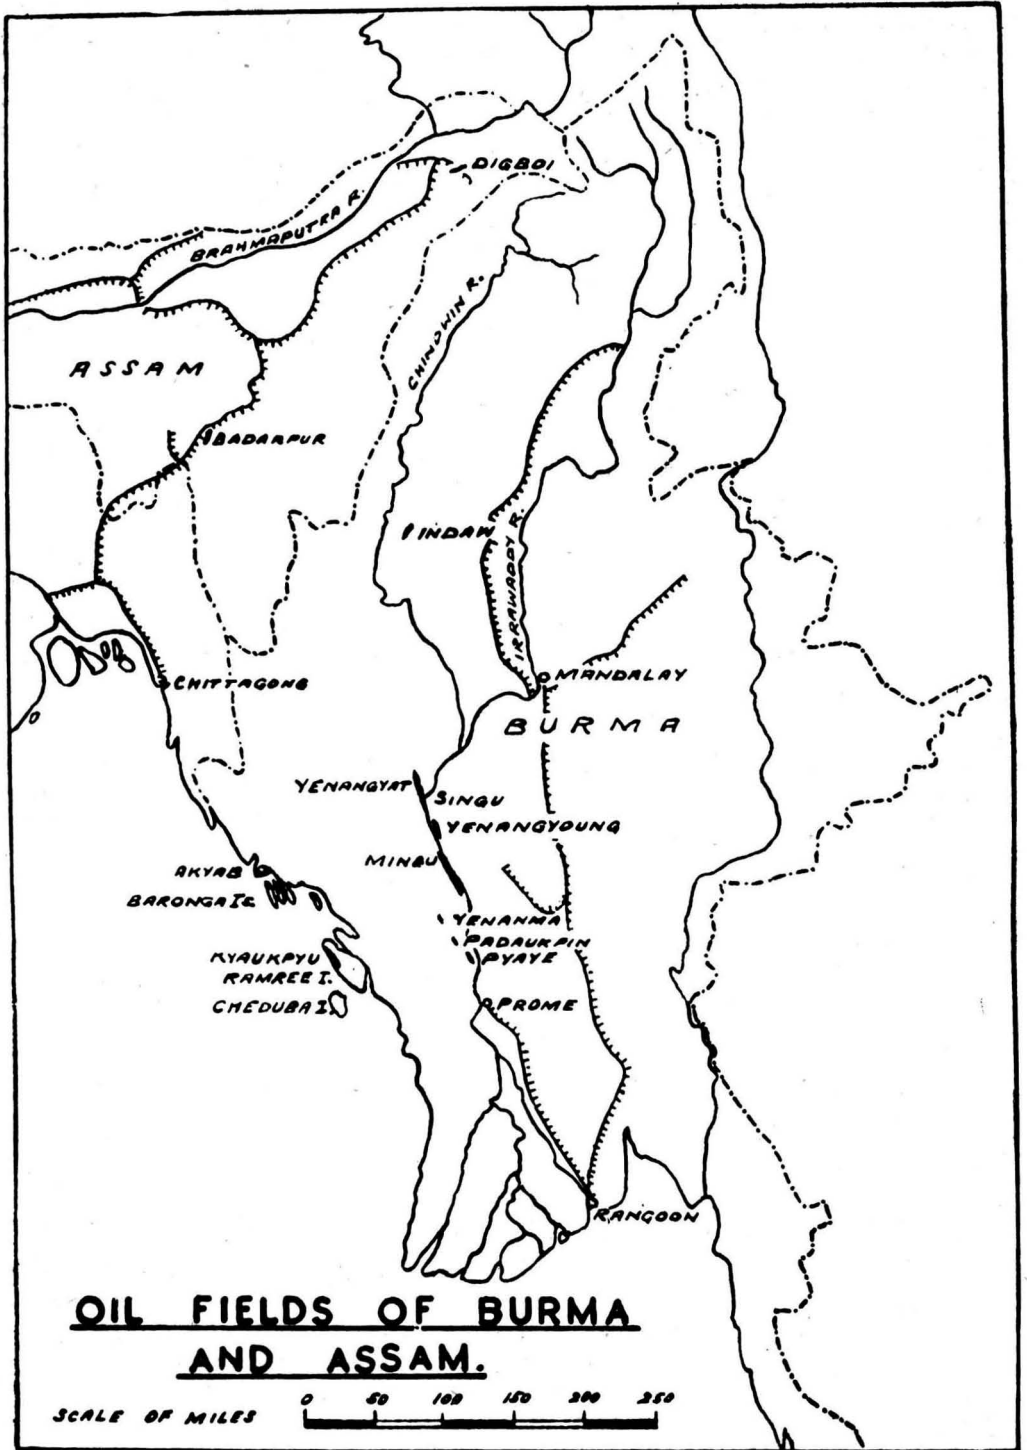 DIGBOI
BRAHMAPUTRA R.
CHINDWIN R.
ASSAM
BADARPUR
INDAW
IRRAWADDY R.
CHITTAGONG
MANDALAY
BURMA
YENANGYAT
SINGU
YENANGYOUNG
MINBU
AKYAB
BARONGA IS
YENANMA
PADAUKPIN
PYAYE
KYAUKPYU
RAMREE I.
CHEDUBA I.
PROME
RANGOON
OIL FIELDS OF BURMA
AND ASSAM.
0 50 100 150 200 250
SCALE OF MILES